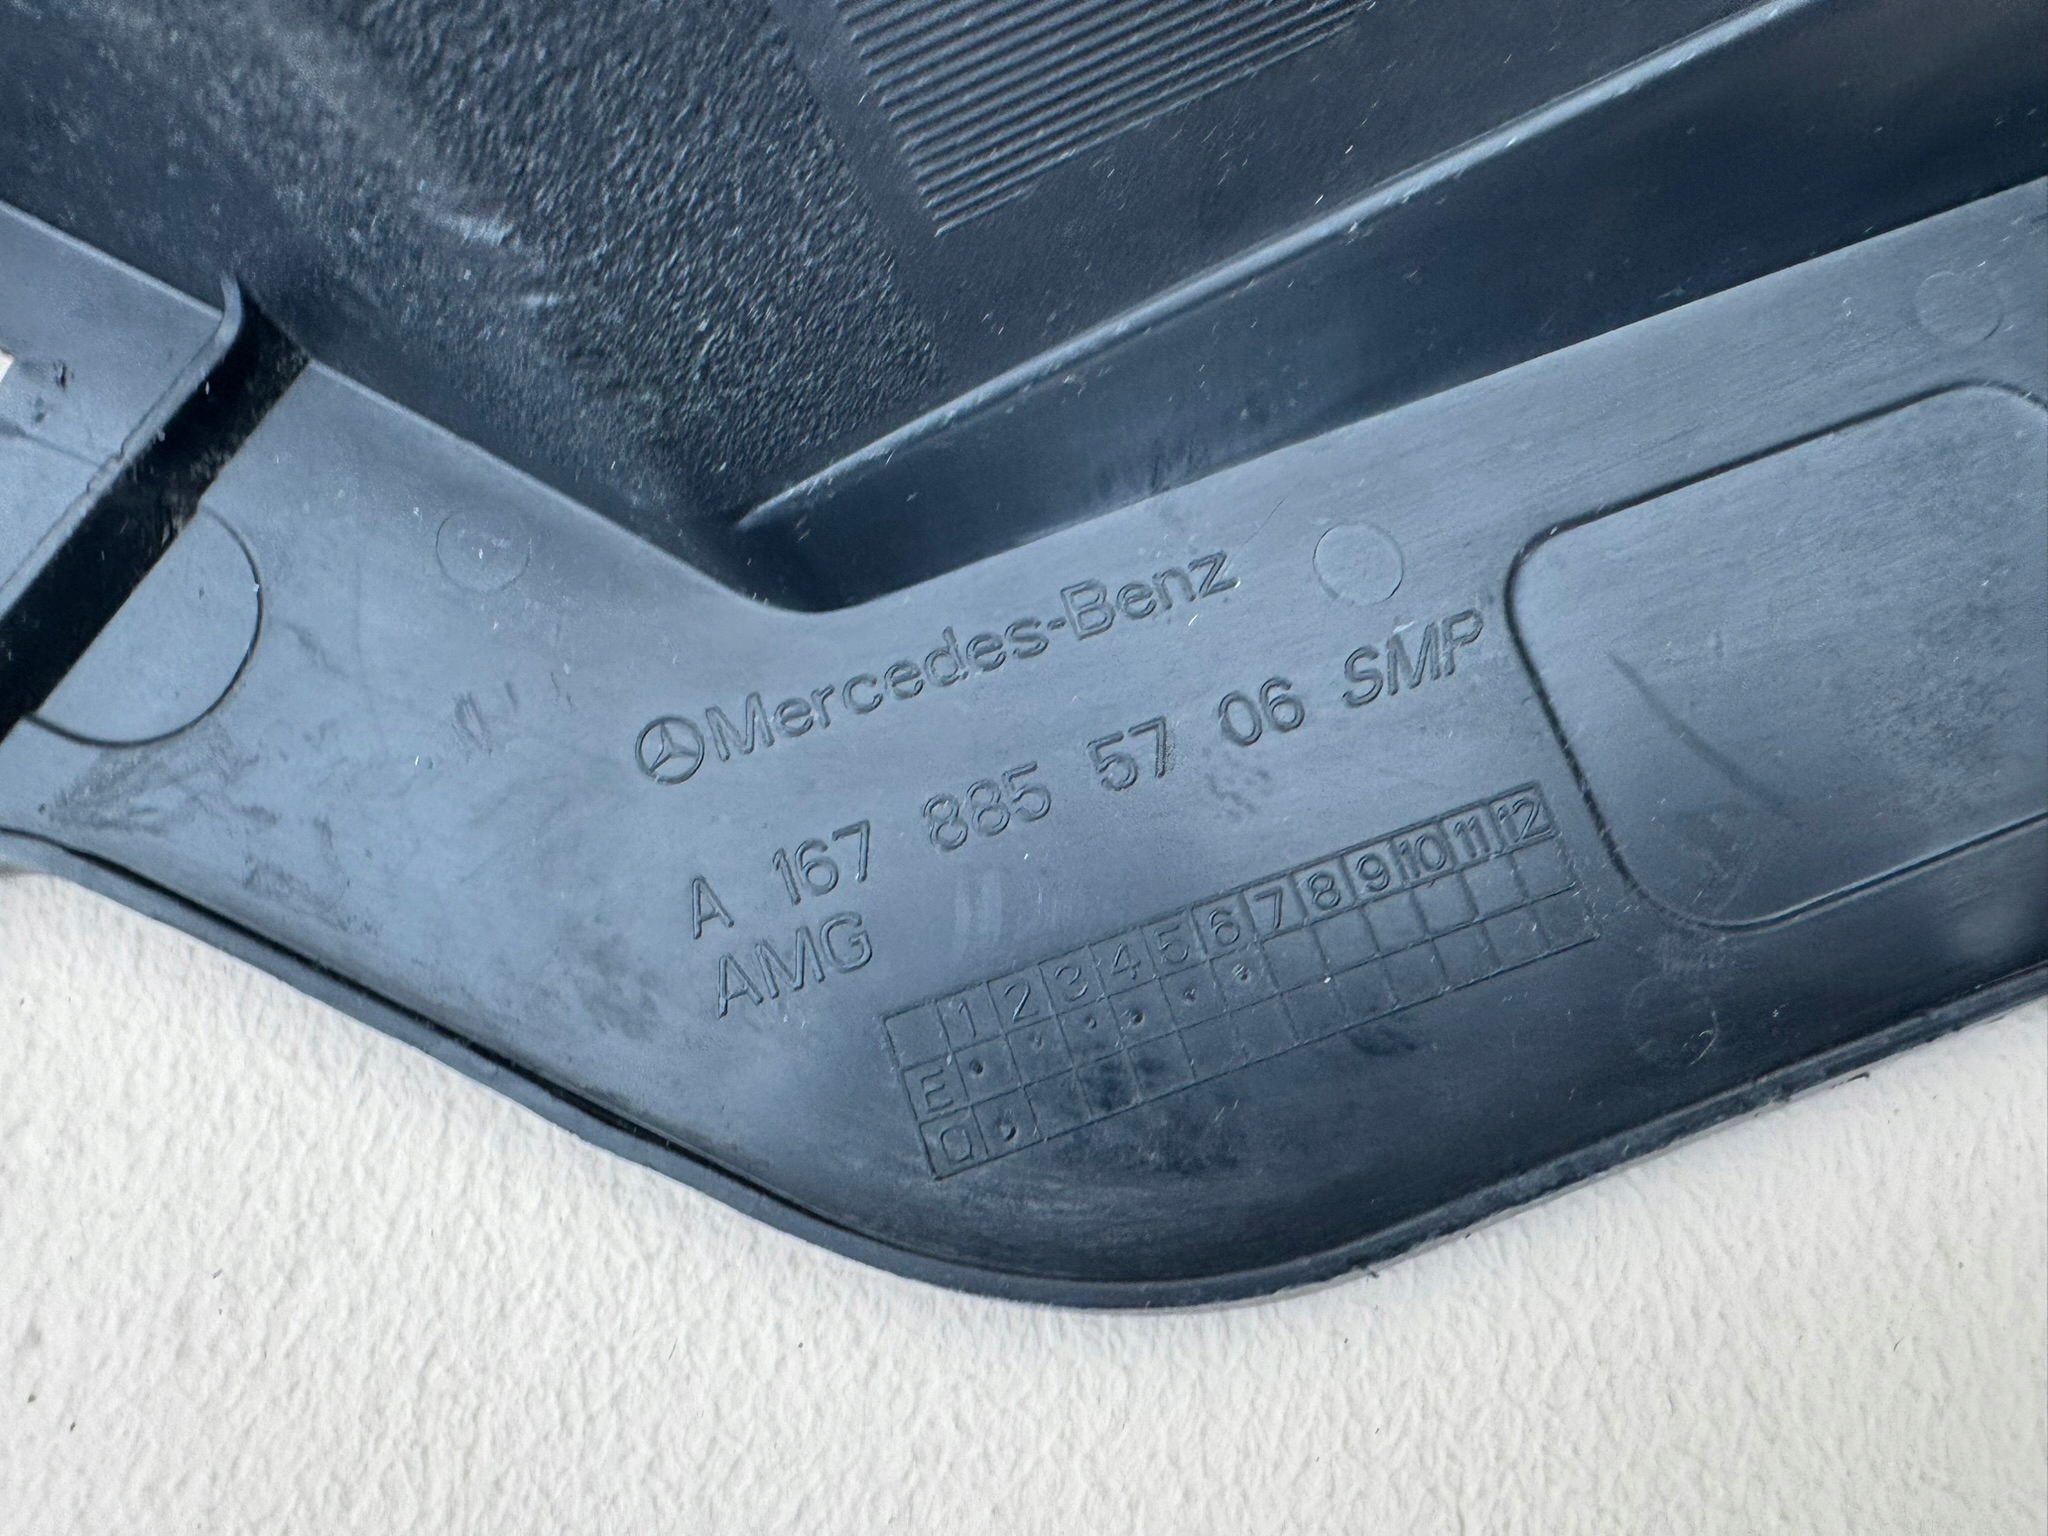 Mercedes-Benz
A 167 885 57 06 SMP
AMG
1 2 3 4 5 6 7 8 9 10 11 12
E
Q